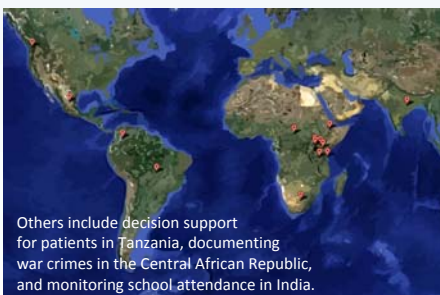 Others include decision support
for patients in Tanzania, documenting
war crimes in the Central African Republic,
and monitoring school attendance in India.